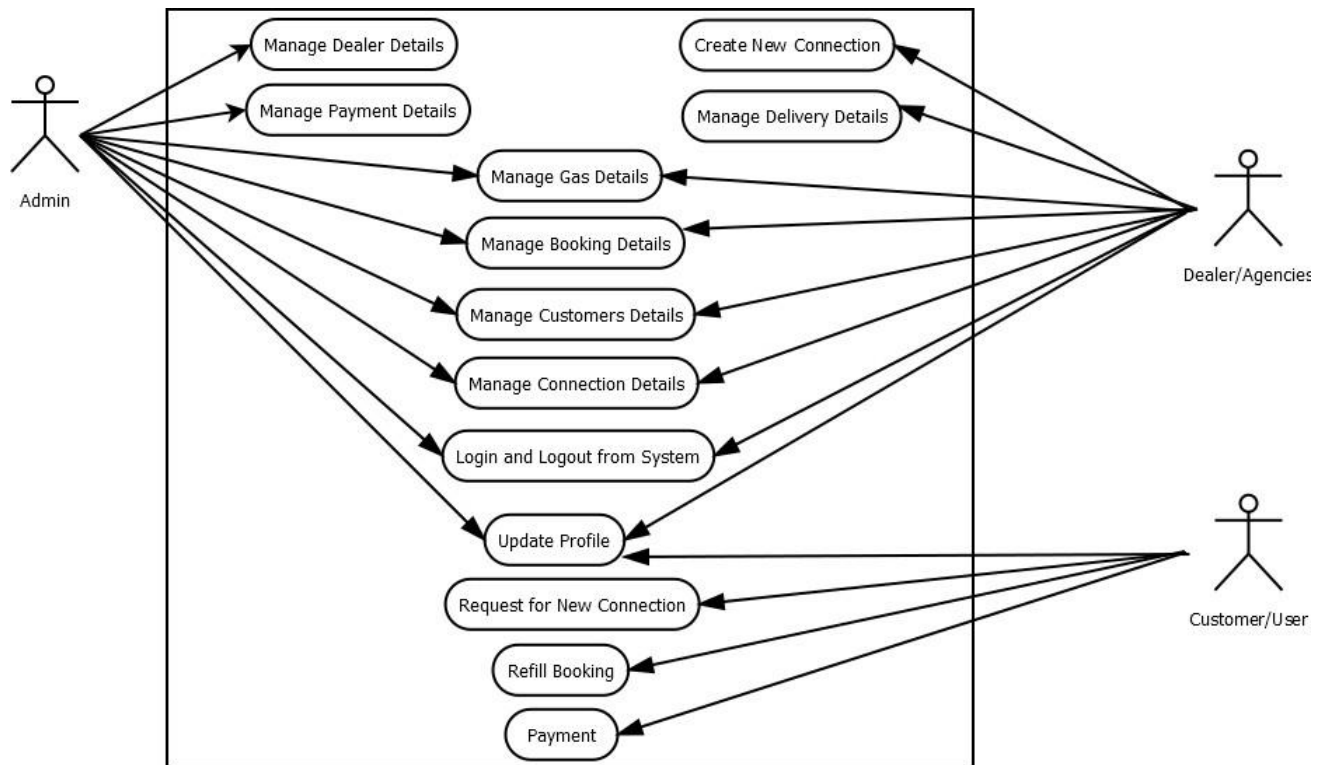 Manage Dealer Details
Create New Connection
Manage Payment Details
Manage Delivery Details
Admin
Manage Gas Details
Manage Booking Details
Dealer/Agencies
Manage Customers Details
Manage Connection Details
Login and Logout from System
Update Profile
Request for New Connection
Customer/User
Refill Booking
Payment